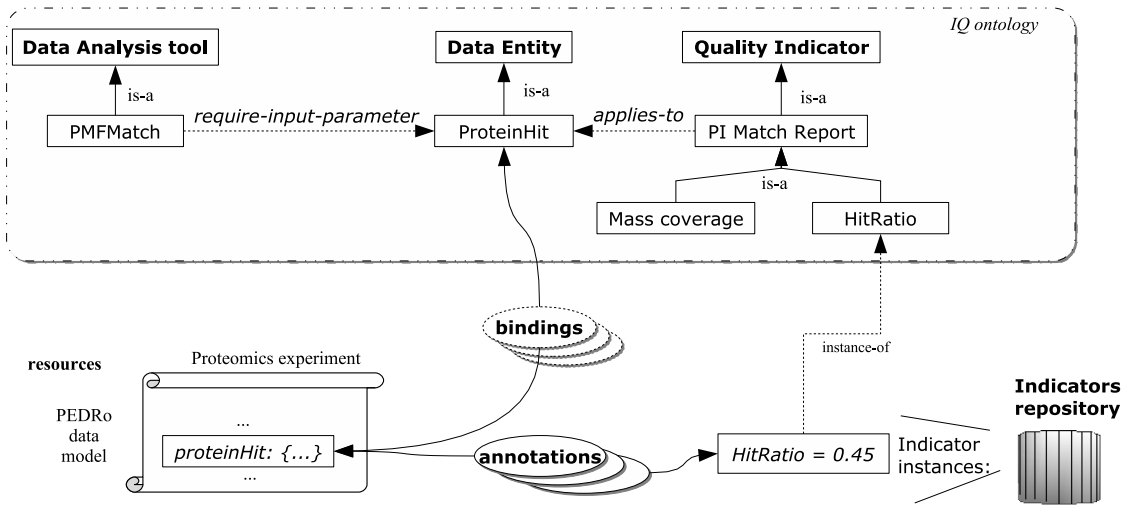 IQ ontology
Data Analysis tool
Data Entity
Quality Indicator
is-a
is-a
is-a
PMFMatch
require-input-parameter
ProteinHit
applies-to
PI Match Report
is-a
Mass coverage
HitRatio
bindings
instance-of
resources
Proteomics experiment
PEDRo
data
model
...
proteinHit: {...}
...
annotations
HitRatio = 0.45
Indicator
instances:
Indicators
repository